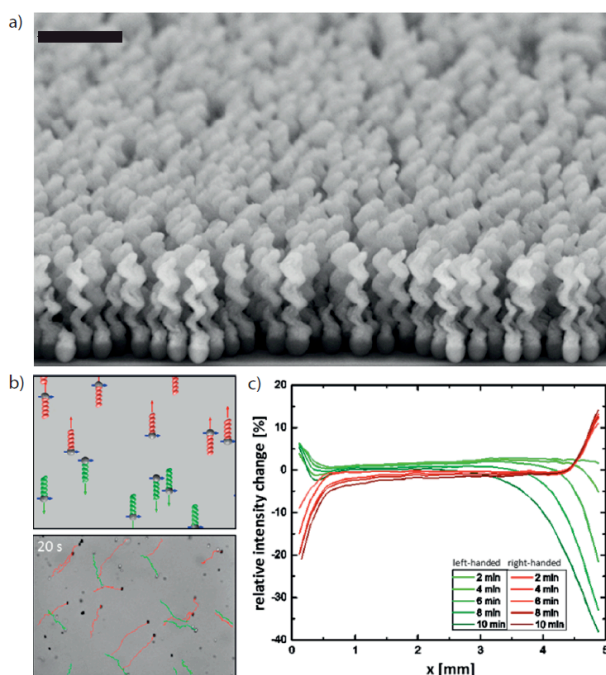 a)
b)
20 s
c)
relative intensity change [%]
20
10
0
-10
-20
-30
-40
left-handed right-handed
2 min 2 min
4 min 4 min
6 min 6 min
8 min 8 min
10 min 10 min
0 1 2 3 4 5
x [mm]